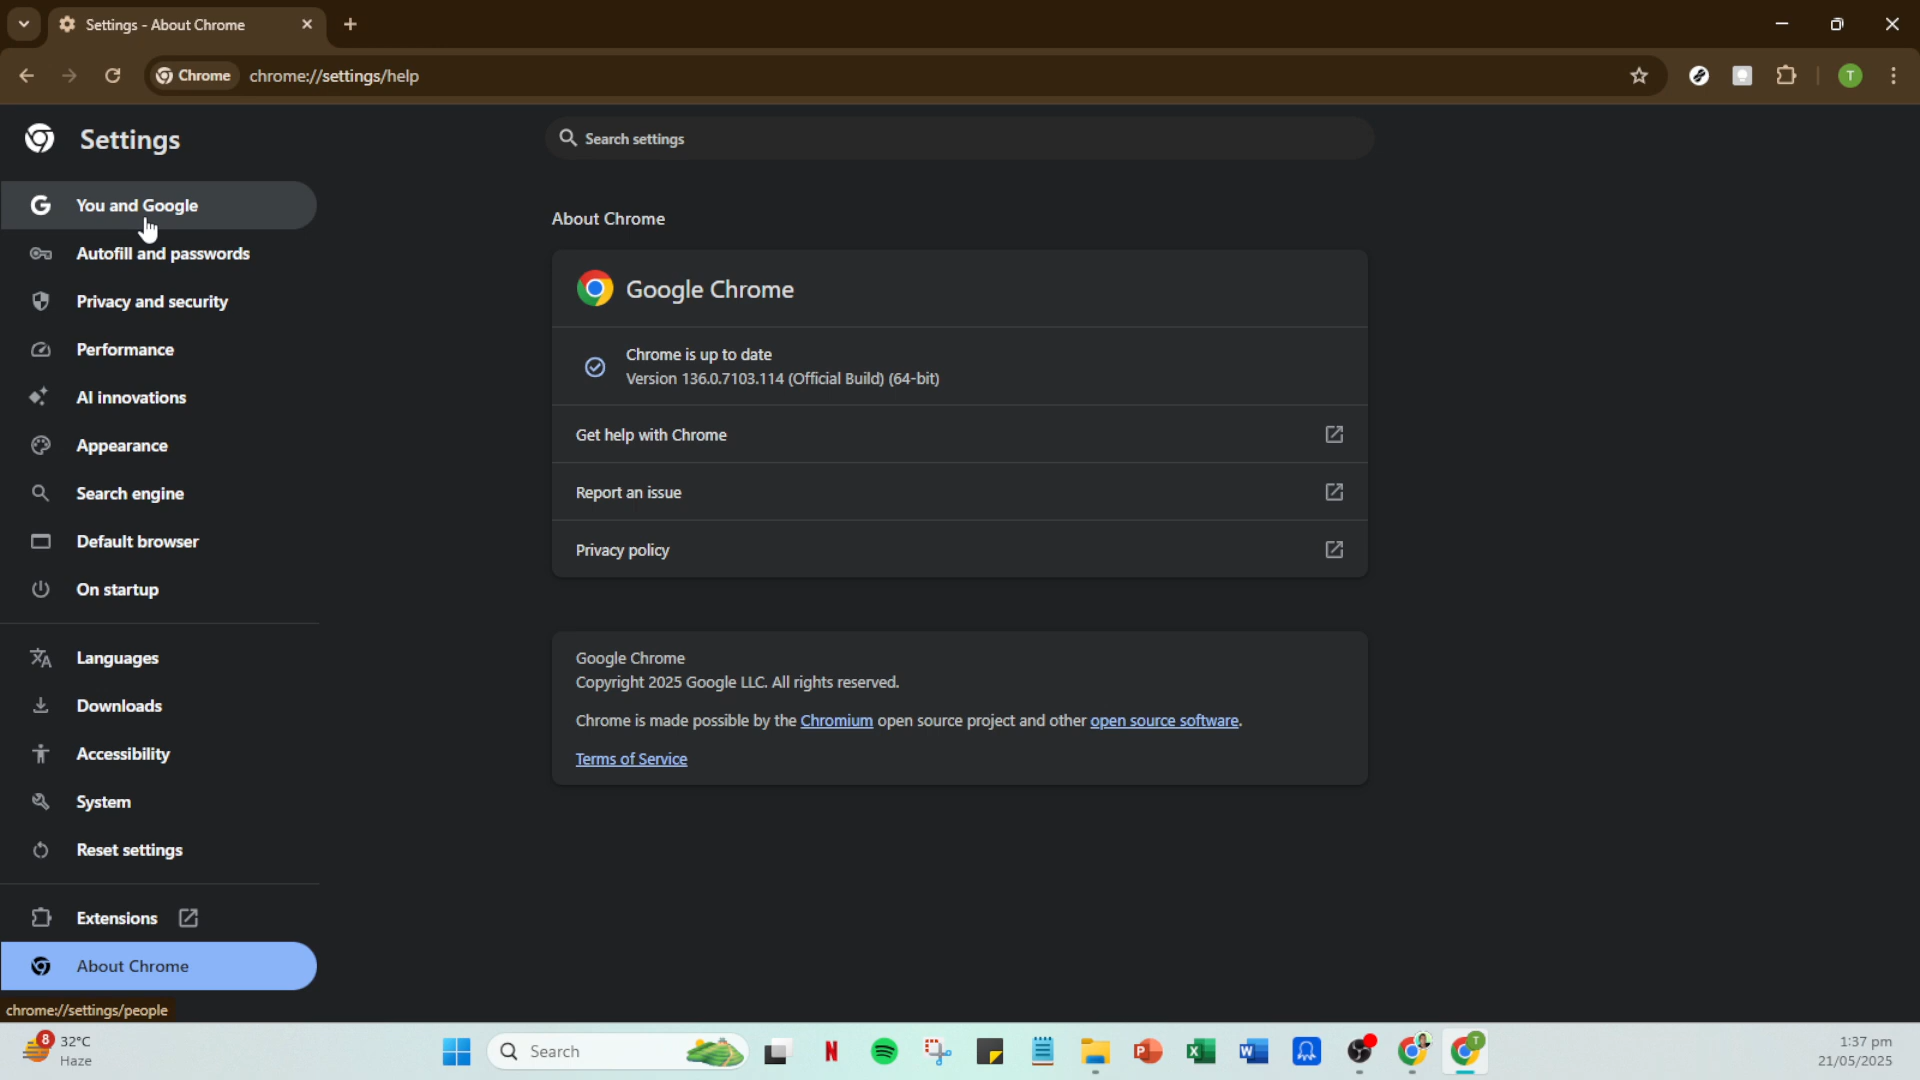 Settings - About Chrome
Chrome
chrome://settings/help
T
Settings
Search settings
You and Google
Autofill and passwords
Privacy and security
Performance
AI innovations
Appearance
Search engine
Default browser
On startup
Languages
Downloads
Accessibility
System
Reset settings
Extensions
About Chrome
chrome://settings/people
About Chrome
Google Chrome
Chrome is up to date
Version 136.0.7103.114 (Official Build) (64-bit)
Get help with Chrome
Report an issue
Privacy policy
Google Chrome
Copyright 2025 Google LLC. All rights reserved.
Chrome is made possible by the Chromium open source project and other open source software.
Terms of Service
8
32°C
Haze
Search
N
P
X
W
T
1:37 pm
21/05/2025